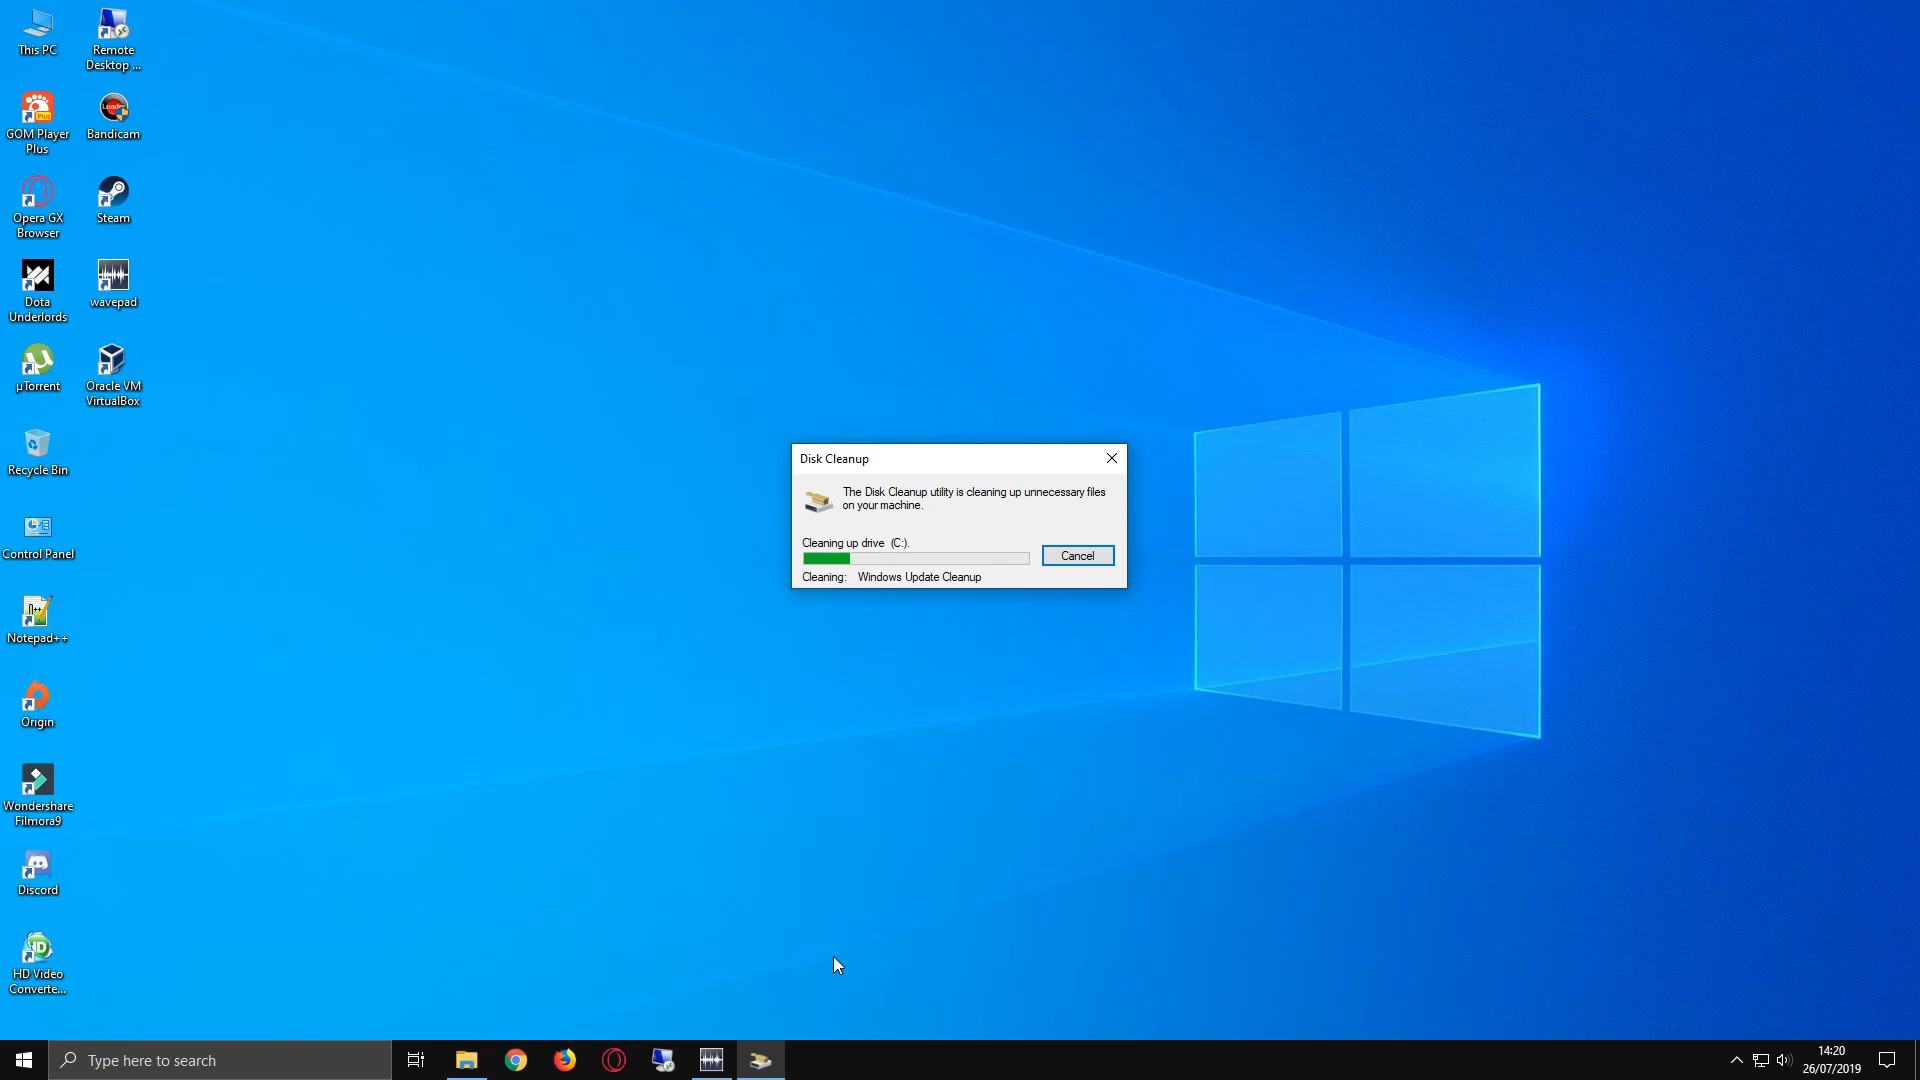 This PC
Remote
Desktop ...
GOM Player
Plus
Loader
Bandicam
Opera GX
Browser
Steam
Dota
Underlords
wavepad
µTorrent
Oracle VM
VirtualBox
Recycle Bin
Control Panel
Notepad++
Origin
Wondershare
Filmora9
Discord
HD
HD Video
Converte...
Disk Cleanup
The Disk Cleanup utility is cleaning up unnecessary files
on your machine.
Cleaning up drive (C:).
Cancel
Cleaning: Windows Update Cleanup
Type here to search
14:20
26/07/2019